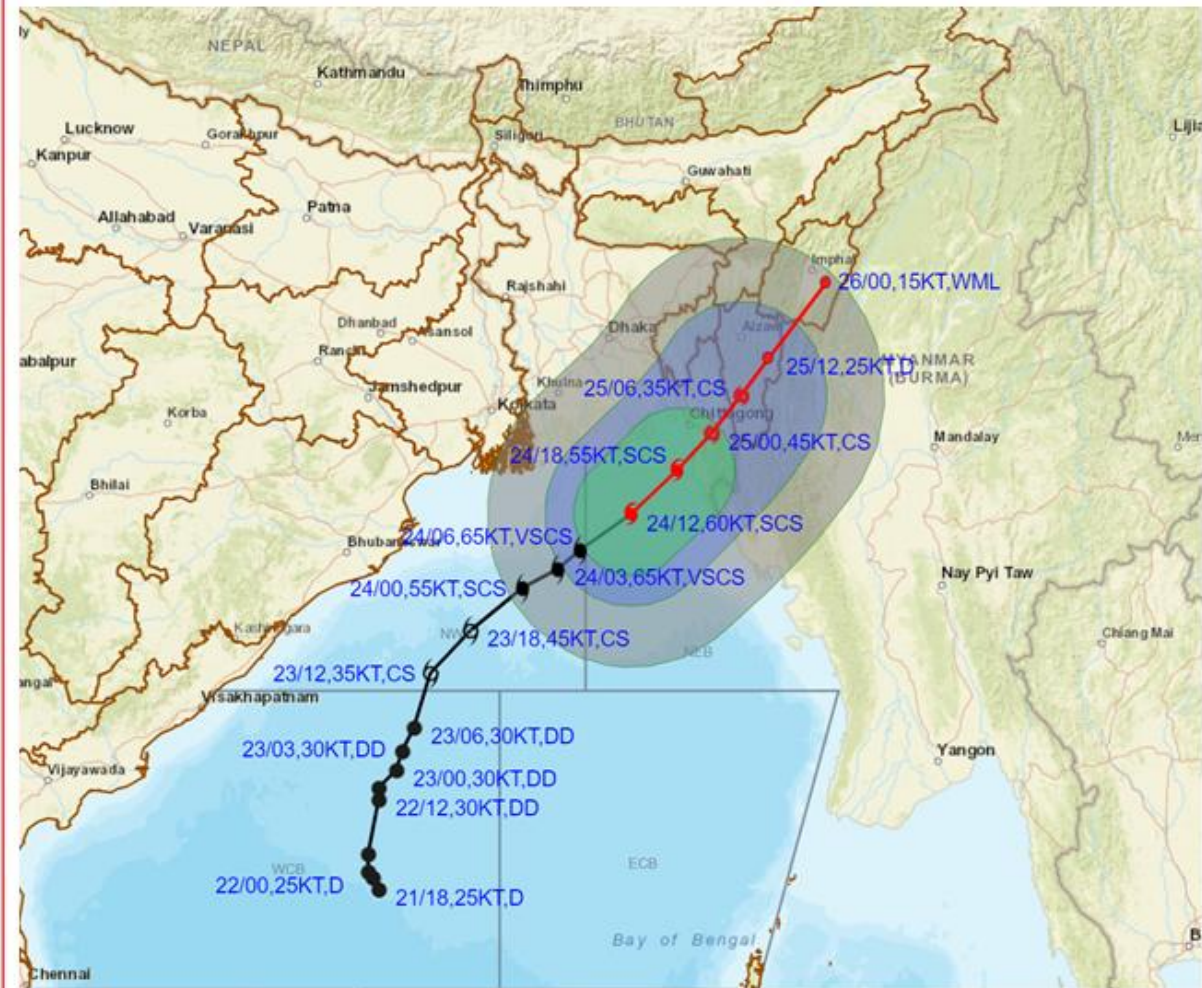 NEPAL
Kathmandu
Thimphu
BHUTAN
Lucknow
Gorakhpur
Siliguri
Kanpur
Guwahati
Patna
Allahabad
Varanasi
Imphal
26/00,15KT,WML
Rajshahi
Dhaka
Dhanbad
Asansol
Aizawl
Ranchi
MYANMAR
(BURMA)
25/12,25KT,D
Jamshedpur
Khulna
25/06,35KT,CS
Kolkata
Korba
Chittagong
25/00,45KT,CS
Mandalay
24/18,55KT,SCS
Bhilai
24/12,60KT,SCS
24/06,65KT,VSCS
Bhubaneswar
24/03,65KT,VSCS
Nay Pyi Taw
24/00,55KT,SCS
23/18,45KT,CS
Chiang Mai
NEB
23/12,35KT,CS
Visakhapatnam
23/06,30KT,DD
23/03,30KT,DD
Yangon
Vijayawada
23/00,30KT,DD
22/12,30KT,DD
WCB
ECB
22/00,25KT,D
21/18,25KT,D
Bay of Bengal
Chennai